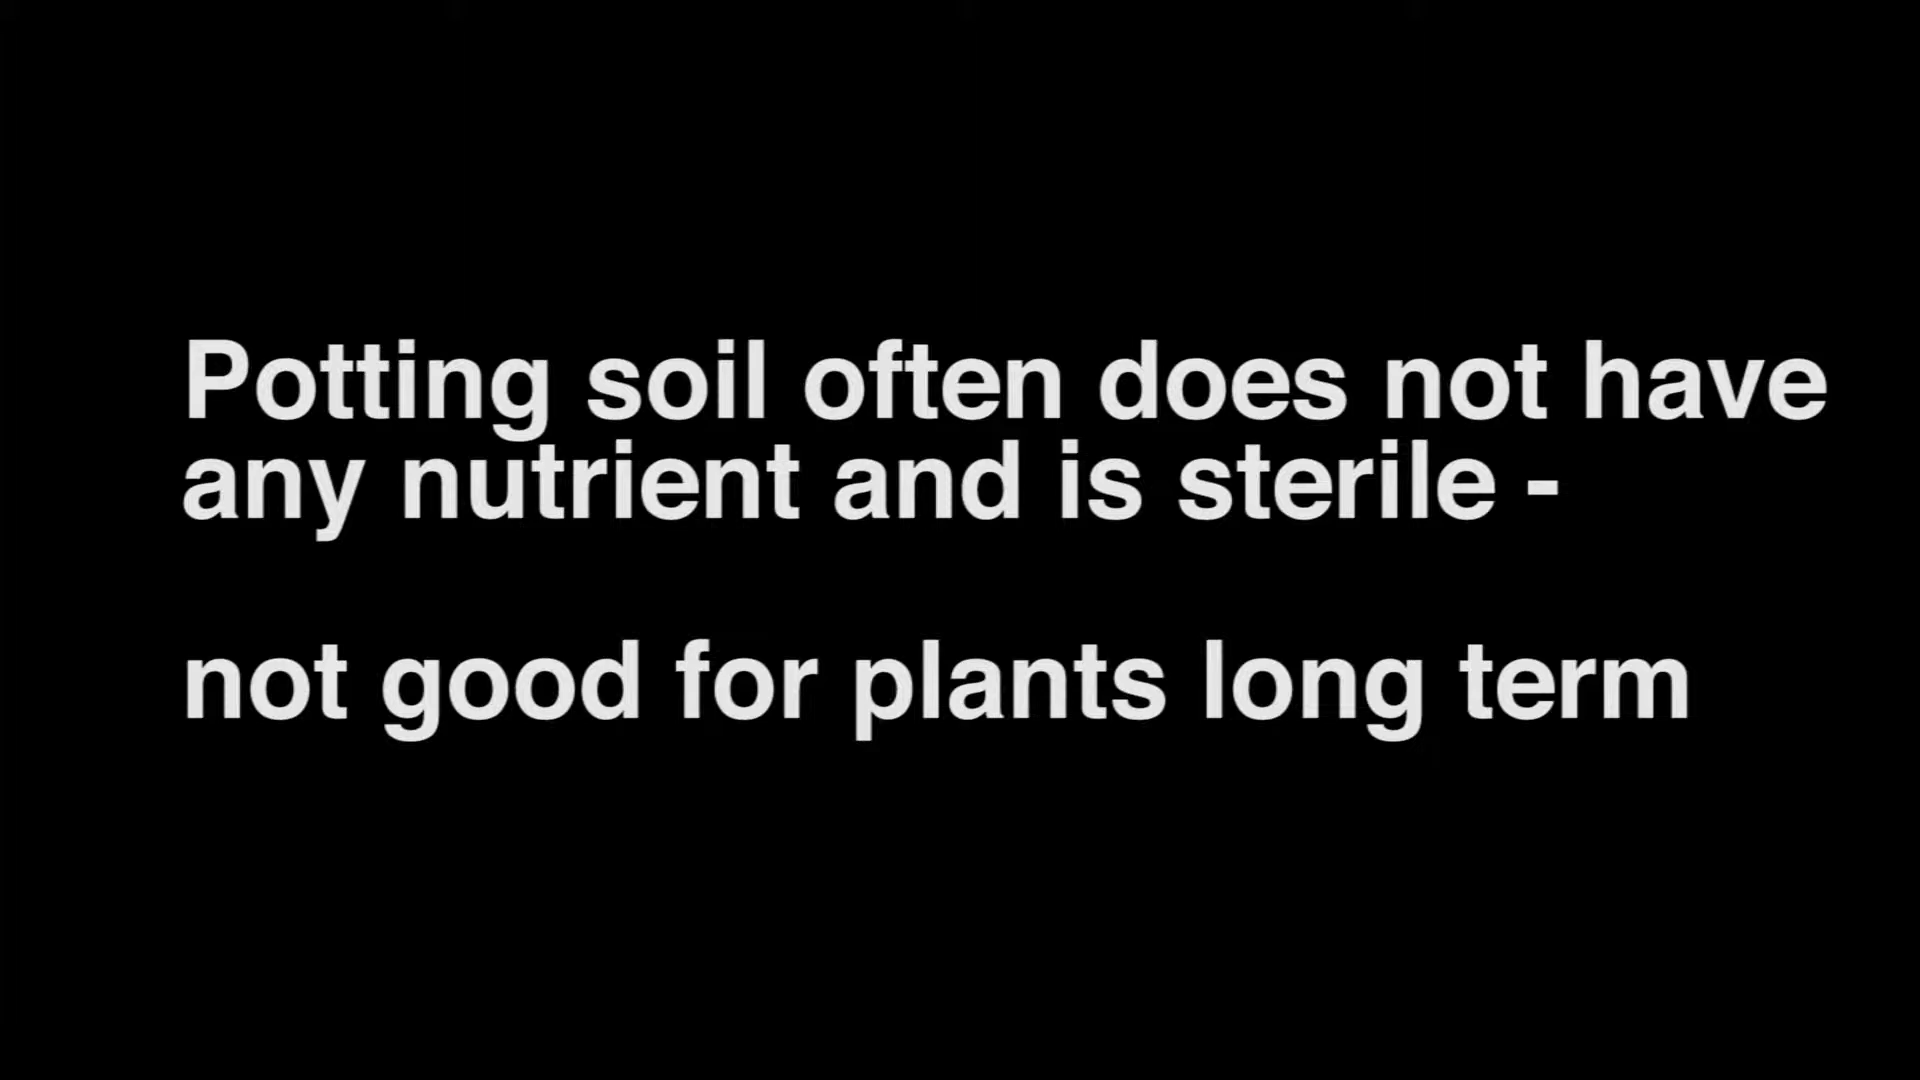 Potting soil often does not have
any nutrient and is sterile -
not good for plants long term